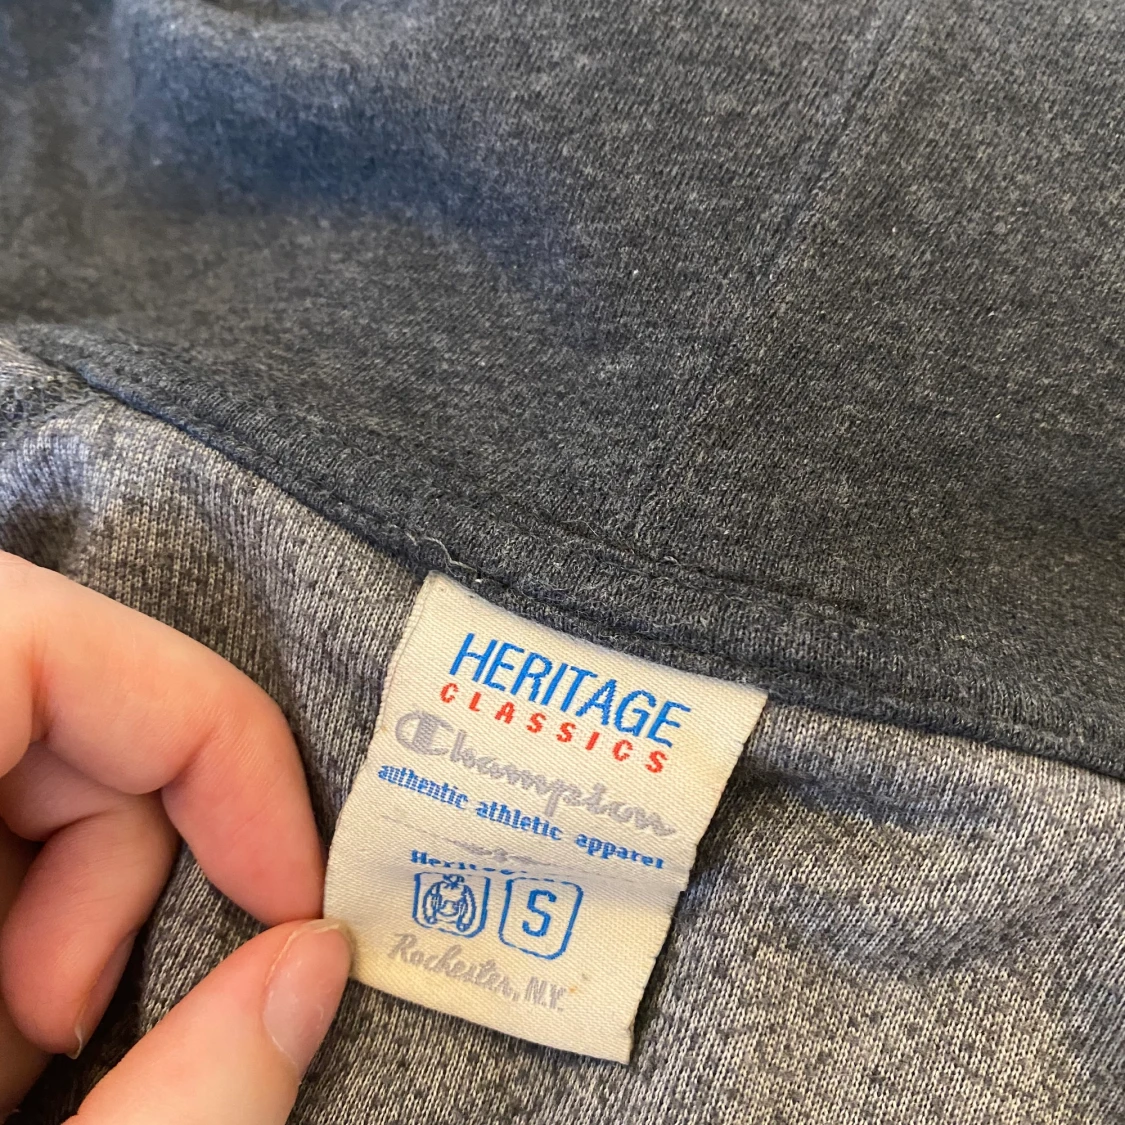 HERITAGE
CLASSICS
Champion
authentic athletic apparel
S
Rochester, N.Y.